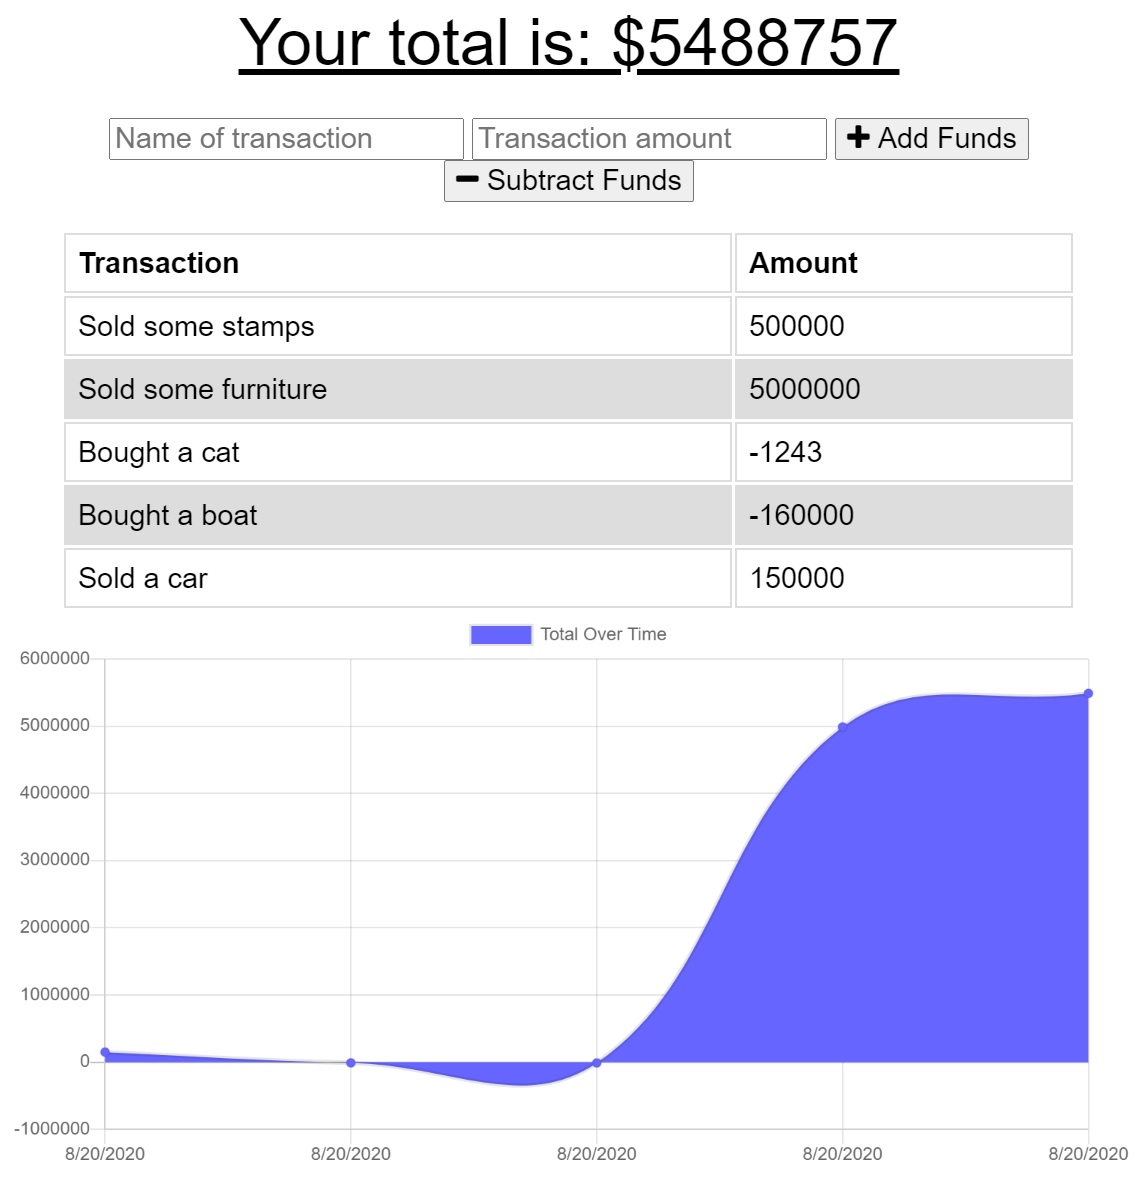 Your total is: $5488757
Name of transaction Transaction amount Add Funds
Subtract Funds
Transaction Amount
Sold some stamps 500000
Sold some furniture 5000000
Bought a cat -1243
Bought a boat -160000
Sold a car 150000
Total Over Time
6000000
5000000
4000000
3000000
2000000
1000000
0
-1000000
8/20/2020 8/20/2020 8/20/2020 8/20/2020 8/20/2020